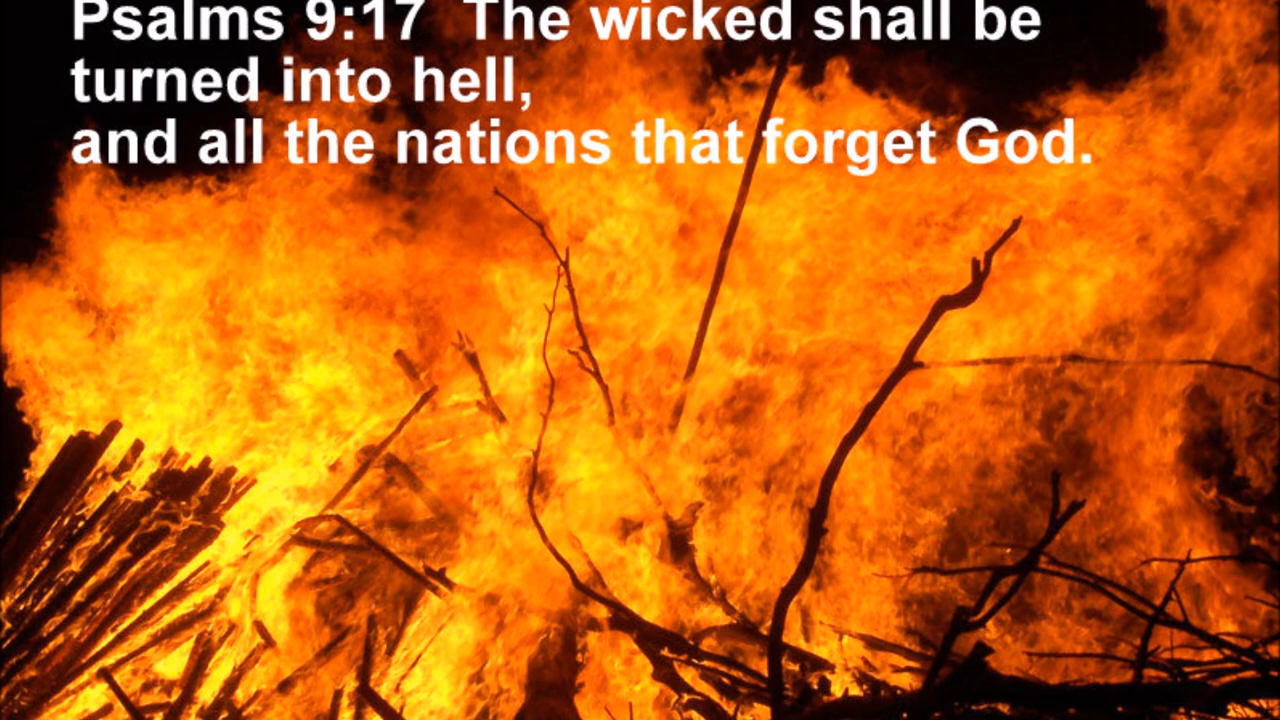 Psalms 9:17  The wicked shall be
turned into hell,
and all the nations that forget God.